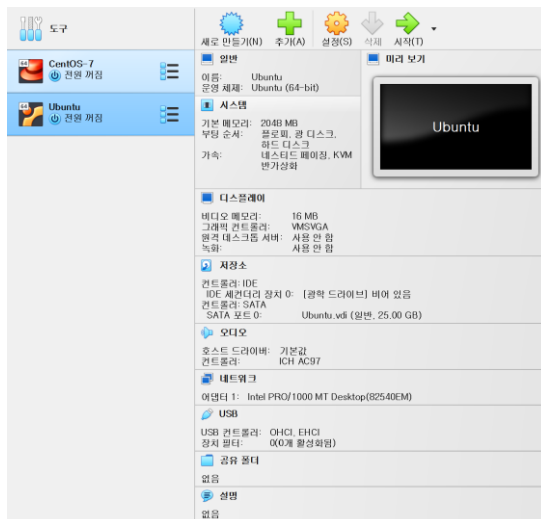 도구
새로 만들기(N) 추가(A) 설정(S) 삭제 시작(T)
64 CentOS-7
전원 꺼짐
64 Ubuntu
전원 꺼짐
일반
이름: Ubuntu
운영 체제: Ubuntu (64-bit)
미리 보기
Ubuntu
시스템
기본 메모리: 2048 MB
부팅 순서: 플로피, 광 디스크,
하드 디스크
가속: 네스티드 페이징, KVM
반가상화
디스플레이
비디오 메모리: 16 MB
그래픽 컨트롤러: VMSVGA
원격 데스크톱 서버: 사용 안 함
녹화: 사용 안 함
저장소
컨트롤러: IDE
IDE 세컨더리 장치 0: [광학 드라이브] 비어 있음
컨트롤러: SATA
SATA 포트 0: Ubuntu.vdi (일반, 25.00 GB)
오디오
호스트 드라이버: 기본값
컨트롤러: ICH AC97
네트워크
어댑터 1: Intel PRO/1000 MT Desktop(82540EM)
USB
USB 컨트롤러: OHCI, EHCI
장치 필터: 0(0개 활성화됨)
공유 폴더
없음
설명
없음